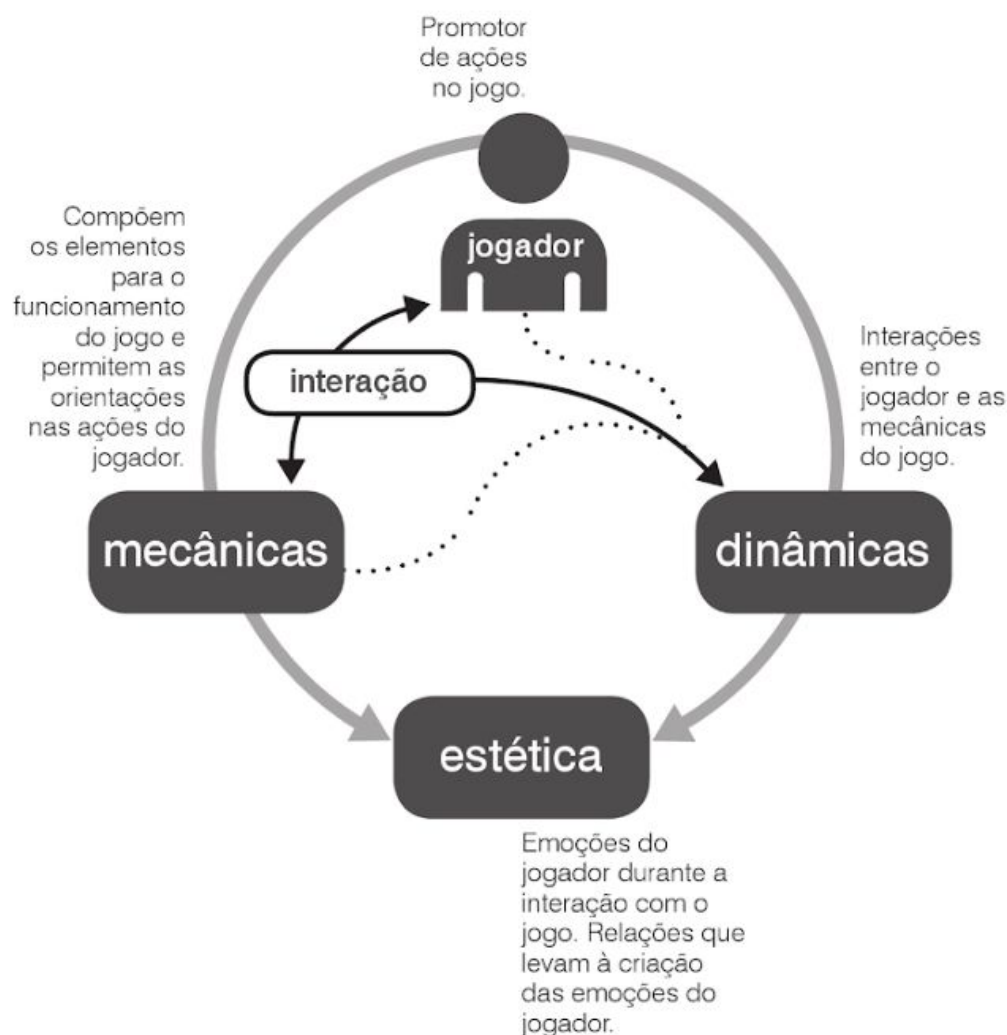 Promotor
de ações
no jogo.
jogador
Compõem
os elementos
para o
funcionamento
do jogo e
permitem as
orientações
nas ações do
jogador.
interação
Interações
entre o
jogador e as
mecânicas
do jogo.
mecânicas
dinâmicas
estética
Emoções do
jogador durante a
interação com o
jogo. Relações que
levam à criação
das emoções do
jogador.